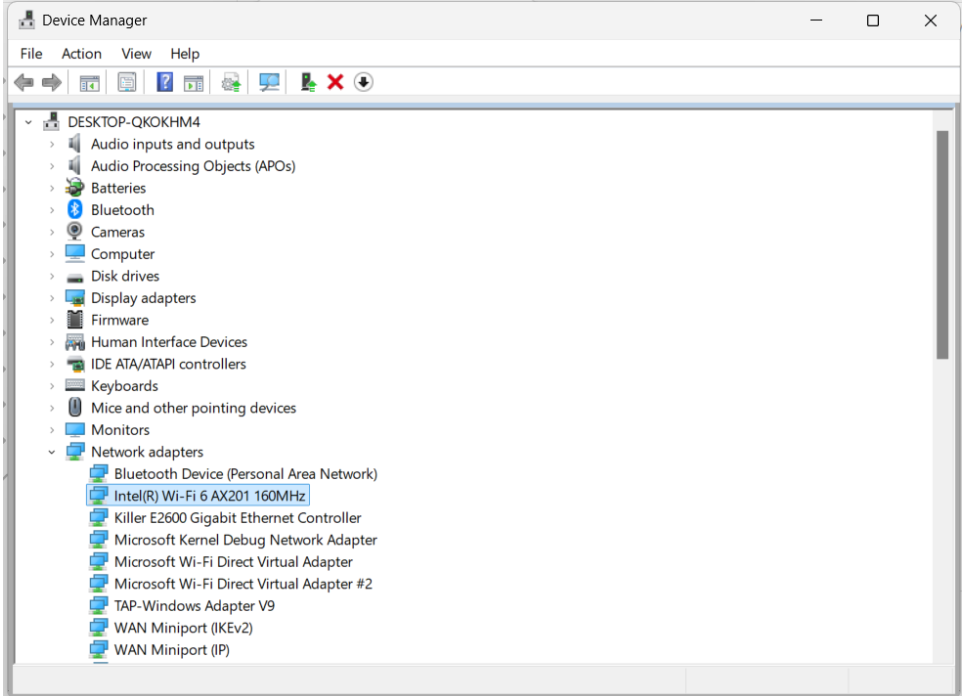 Device Manager
File Action View Help
DESKTOP-QKOKHM4
Audio inputs and outputs
Audio Processing Objects (APOs)
Batteries
Bluetooth
Cameras
Computer
Disk drives
Display adapters
Firmware
Human Interface Devices
IDE ATA/ATAPI controllers
Keyboards
Mice and other pointing devices
Monitors
Network adapters
Bluetooth Device (Personal Area Network)
Intel(R) Wi-Fi 6 AX201 160MHz
Killer E2600 Gigabit Ethernet Controller
Microsoft Kernel Debug Network Adapter
Microsoft Wi-Fi Direct Virtual Adapter
Microsoft Wi-Fi Direct Virtual Adapter #2
TAP-Windows Adapter V9
WAN Miniport (IKEv2)
WAN Miniport (IP)